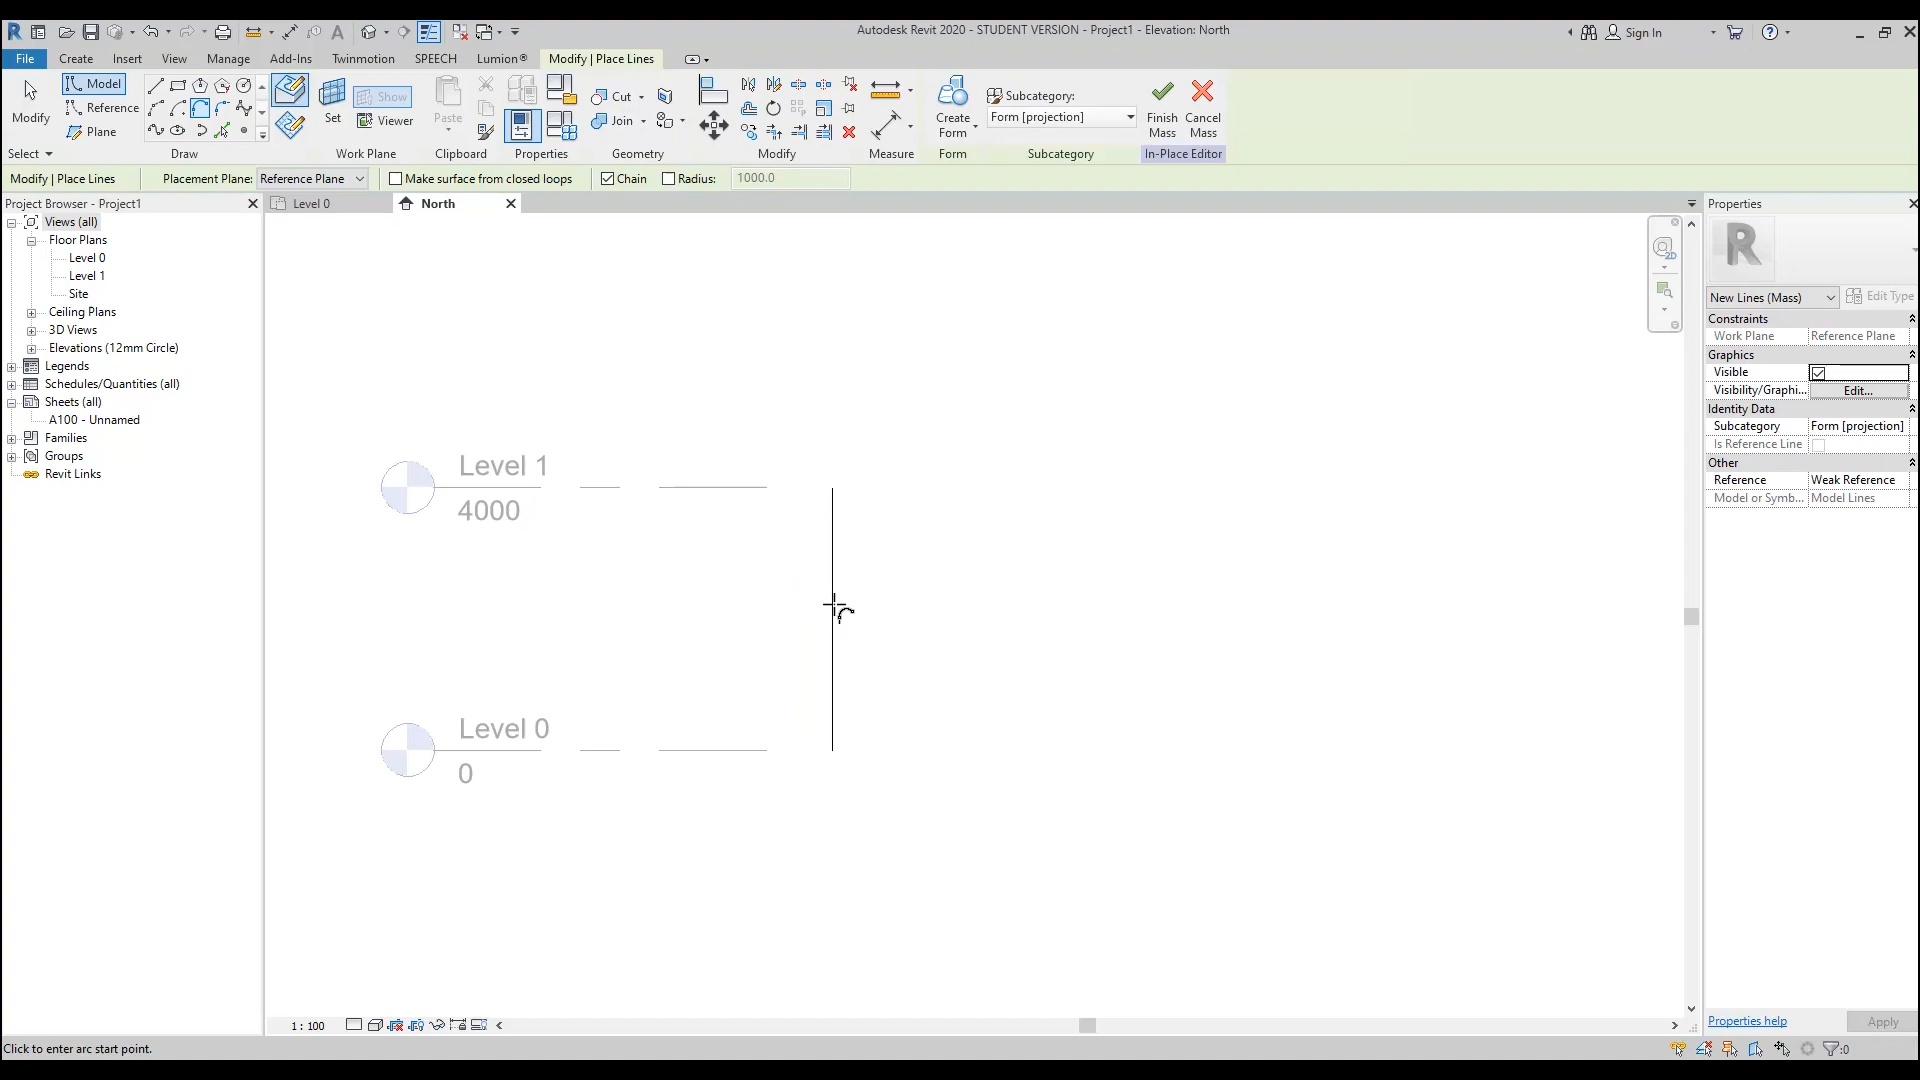 Autodesk Revit 2020 - STUDENT VERSION - Project1 - Elevation: North
Sign In
File Create Insert View Manage Add-Ins Twinmotion SPEECH Lumion® Modify | Place Lines
Modify
Model
Reference
Plane
Set
Show
Viewer
Paste
Cut
Join
Create Form
Subcategory:
Form [projection]
Finish Mass
Cancel Mass
Select Draw Work Plane Clipboard Properties Geometry Modify Measure Form Subcategory In-Place Editor
Modify | Place Lines Placement Plane: Reference Plane Make surface from closed loops Chain Radius: 1000.0
Project Browser - Project1
Views (all)
Floor Plans
Level 0
Level 1
Site
Ceiling Plans
3D Views
Elevations (12mm Circle)
Legends
Schedules/Quantities (all)
Sheets (all)
A100 - Unnamed
Families
Groups
Revit Links
Level 0
North
2D
Level 1
4000
Level 0
0
Properties
R
New Lines (Mass) Edit Type
Constraints
Work Plane Reference Plane
Graphics
Visible
Visibility/Graphi... Edit...
Identity Data
Subcategory Form [projection]
Is Reference Line
Other
Reference Weak Reference
Model or Symb... Model Lines
Properties help Apply
1 : 100
Click to enter arc start point.
:0